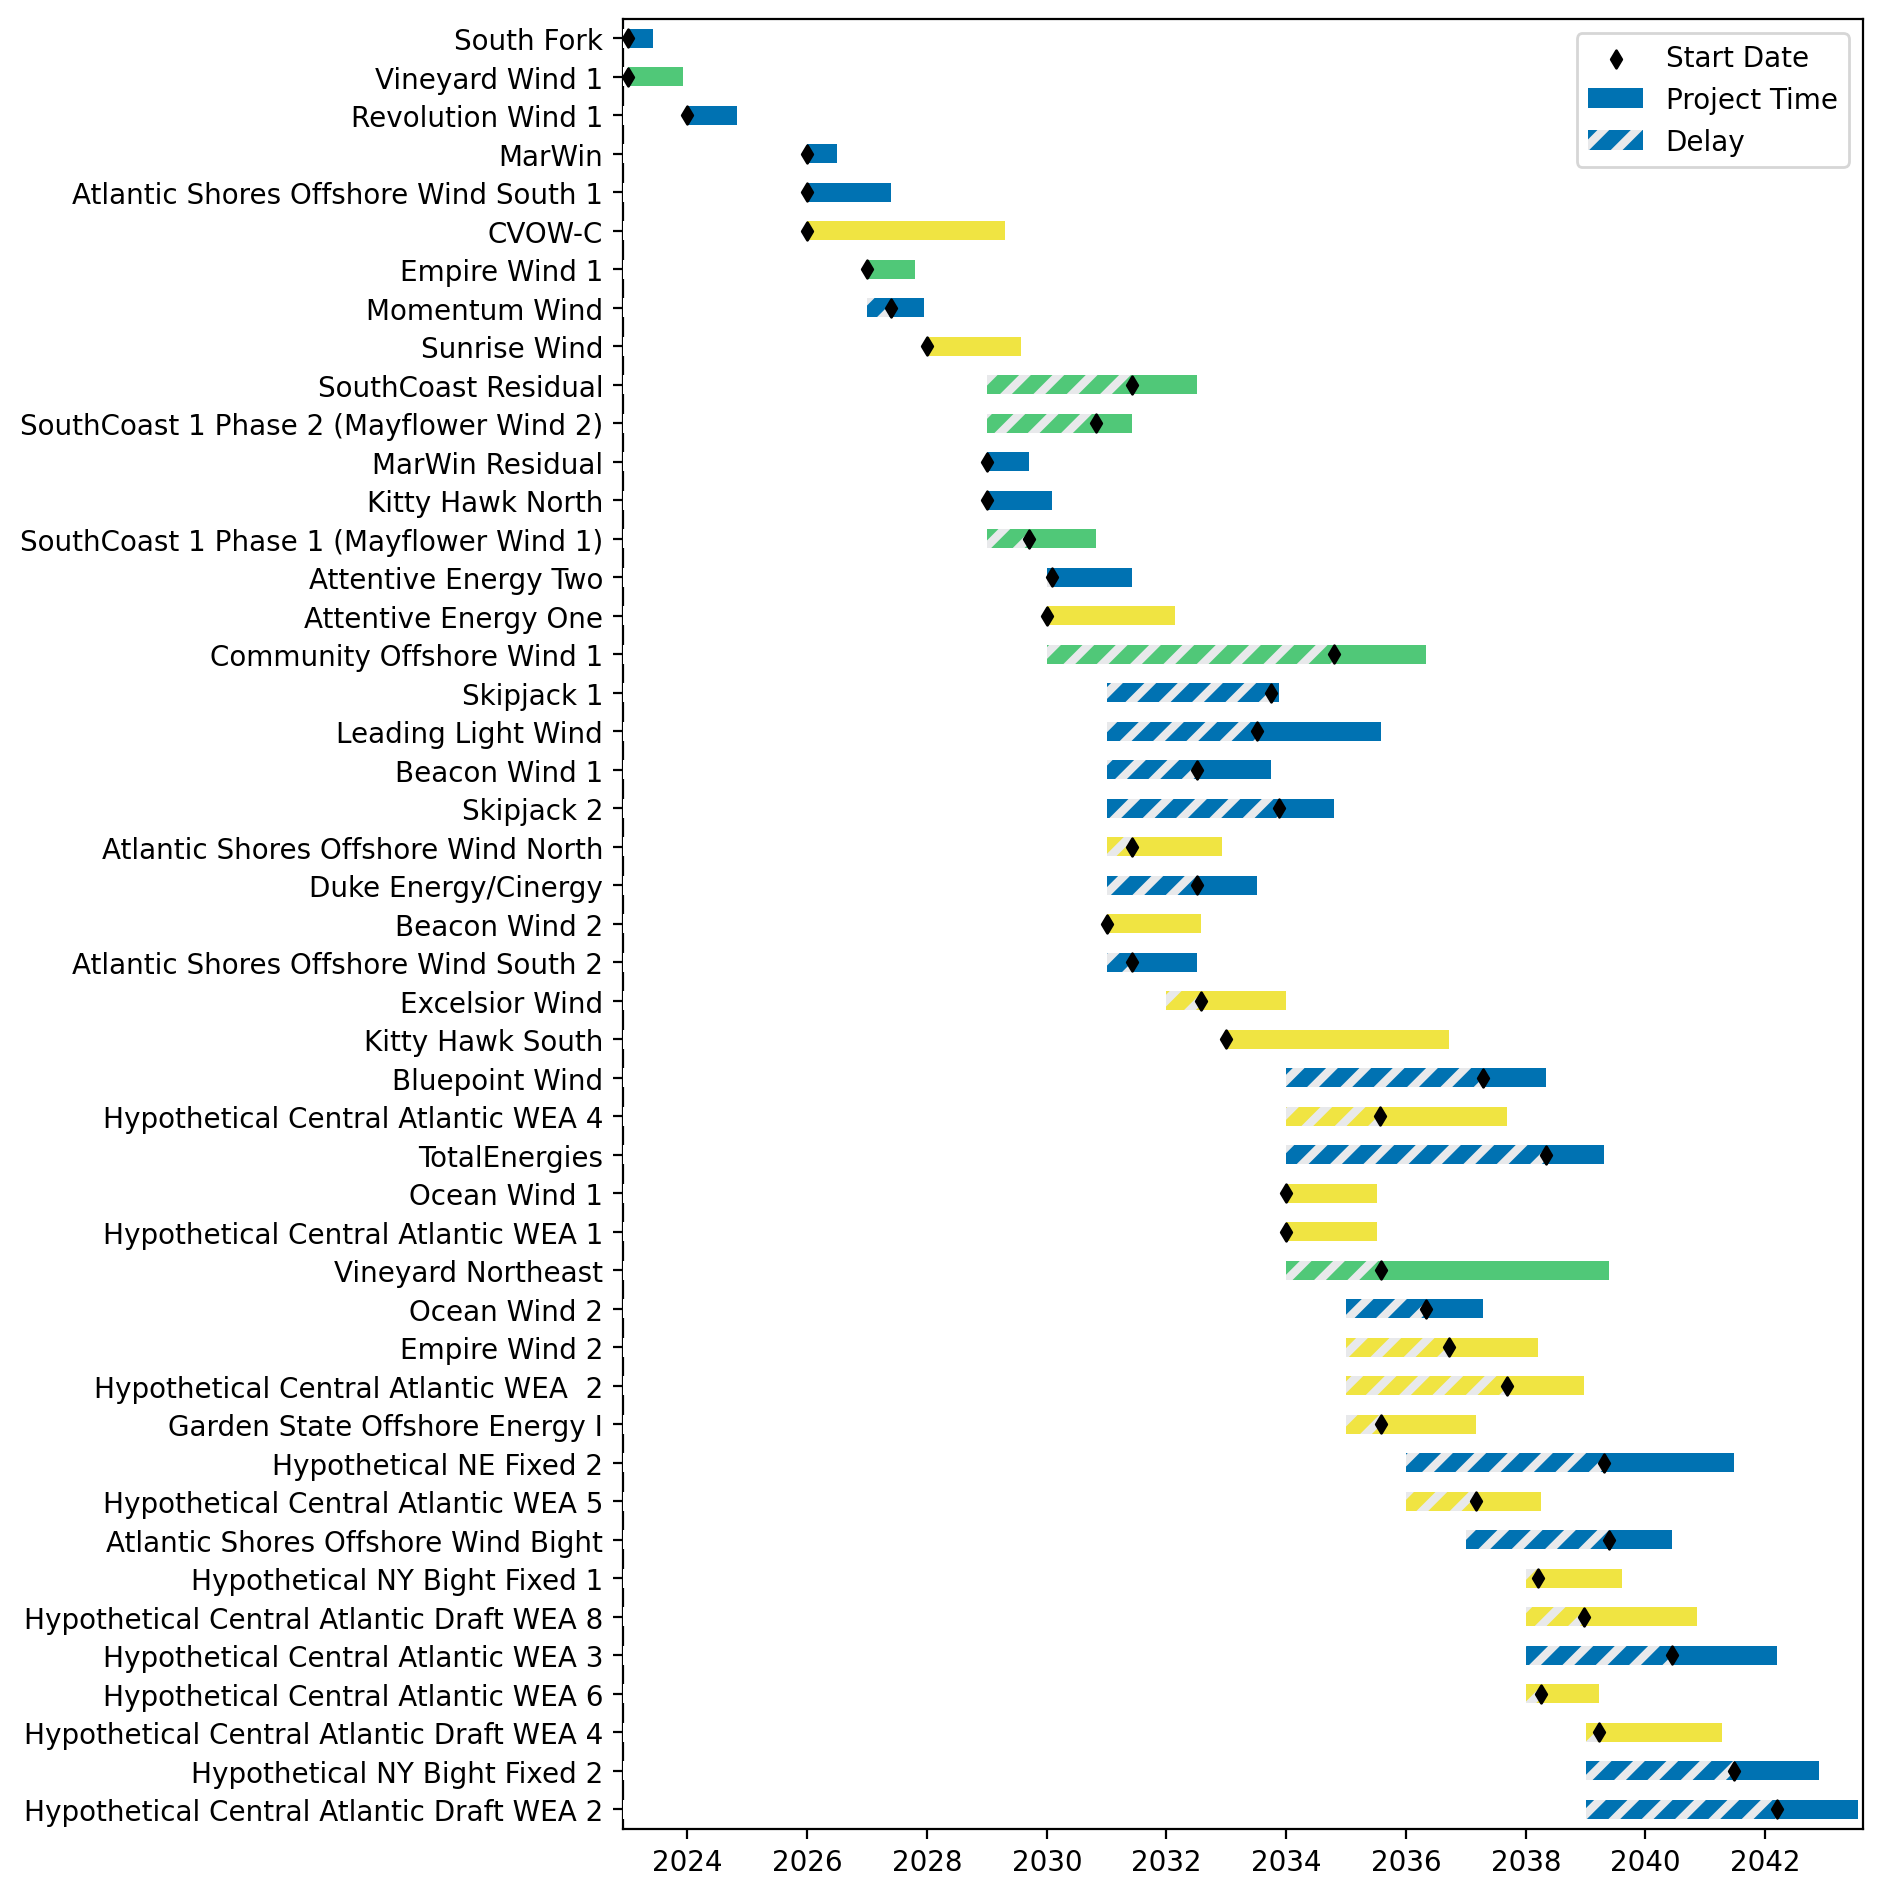 South Fork
Vineyard Wind 1
Revolution Wind 1
MarWin
Atlantic Shores Offshore Wind South 1
CVOW-C
Empire Wind 1
Momentum Wind
Sunrise Wind
SouthCoast Residual
SouthCoast 1 Phase 2 (Mayflower Wind 2)
MarWin Residual
Kitty Hawk North
SouthCoast 1 Phase 1 (Mayflower Wind 1)
Attentive Energy Two
Attentive Energy One
Community Offshore Wind 1
Skipjack 1
Leading Light Wind
Beacon Wind 1
Skipjack 2
Atlantic Shores Offshore Wind North
Duke Energy/Cinergy
Beacon Wind 2
Atlantic Shores Offshore Wind South 2
Excelsior Wind
Kitty Hawk South
Bluepoint Wind
Hypothetical Central Atlantic WEA 4
TotalEnergies
Ocean Wind 1
Hypothetical Central Atlantic WEA 1
Vineyard Northeast
Ocean Wind 2
Empire Wind 2
Hypothetical Central Atlantic WEA  2
Garden State Offshore Energy I
Hypothetical NE Fixed 2
Hypothetical Central Atlantic WEA 5
Atlantic Shores Offshore Wind Bight
Hypothetical NY Bight Fixed 1
Hypothetical Central Atlantic Draft WEA 8
Hypothetical Central Atlantic WEA 3
Hypothetical Central Atlantic WEA 6
Hypothetical Central Atlantic Draft WEA 4
Hypothetical NY Bight Fixed 2
Hypothetical Central Atlantic Draft WEA 2
Start Date
Project Time
Delay
2024 2026 2028 2030 2032 2034 2036 2038 2040 2042